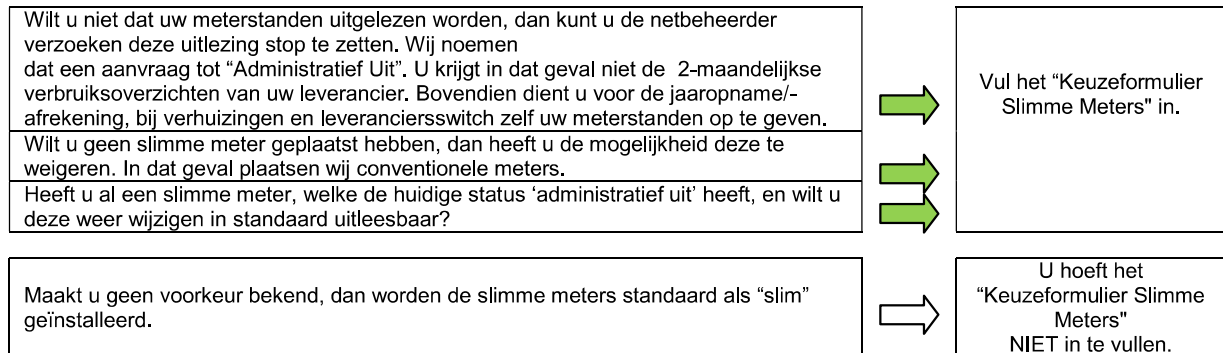 Wilt u niet dat uw meterstanden uitgelezen worden, dan kunt u de netbeheerder
verzoeken deze uitlezing stop te zetten. Wij noemen
dat een aanvraag tot “Administratief Uit”. U krijgt in dat geval niet de  2-maandelijkse
verbruiksoverzichten van uw leverancier. Bovendien dient u voor de jaaropname/-
afrekening, bij verhuizingen en leveranciersswitch zelf uw meterstanden op te geven.
Wilt u geen slimme meter geplaatst hebben, dan heeft u de mogelijkheid deze te
weigeren. In dat geval plaatsen wij conventionele meters.
Heeft u al een slimme meter, welke de huidige status ‘administratief uit’ heeft, en wilt u
deze weer wijzigen in standaard uitleesbaar?
Vul het “Keuzeformulier
Slimme Meters" in.
Maakt u geen voorkeur bekend, dan worden de slimme meters standaard als “slim”
geïnstalleerd.
U hoeft het
“Keuzeformulier Slimme
Meters"
NIET in te vullen.